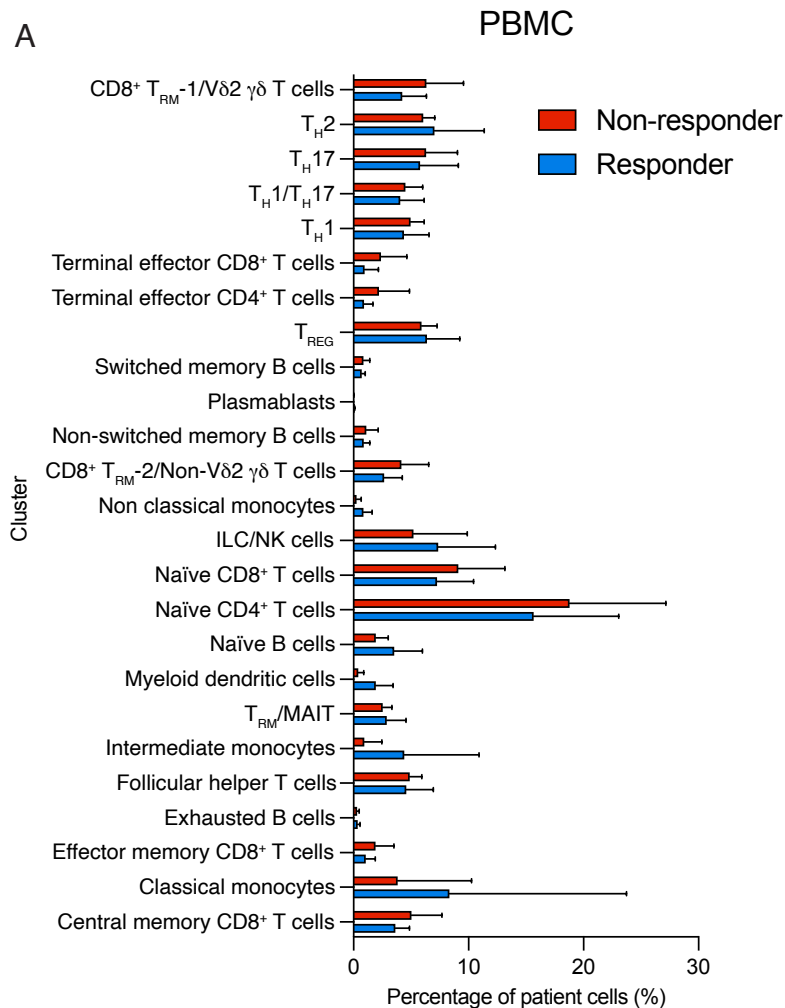 A
PBMC
CD8⁺ T_RM-1/Vδ2 γδ T cells
T_H2
T_H17
T_H1/T_H17
T_H1
Terminal effector CD8⁺ T cells
Terminal effector CD4⁺ T cells
T_REG
Switched memory B cells
Plasmablasts
Non-switched memory B cells
CD8⁺ T_RM-2/Non-Vδ2 γδ T cells
Non classical monocytes
ILC/NK cells
Naïve CD8⁺ T cells
Naïve CD4⁺ T cells
Naïve B cells
Myeloid dendritic cells
T_RM/MAIT
Intermediate monocytes
Follicular helper T cells
Exhausted B cells
Effector memory CD8⁺ T cells
Classical monocytes
Central memory CD8⁺ T cells
Cluster
Non-responder
Responder
0 10 20 30
Percentage of patient cells (%)